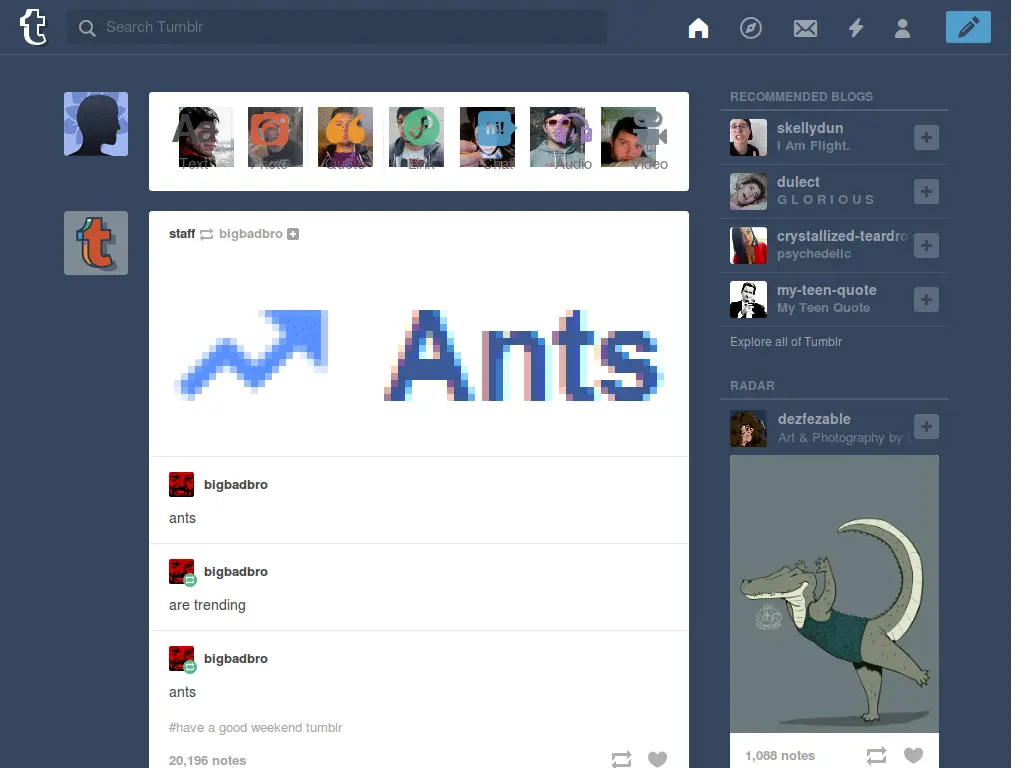 Search Tumblr
Aa
hi!
Text Photo Quote Link Chat Audio Video
staff bigbadbro
Ants
bigbadbro
ants
bigbadbro
are trending
bigbadbro
ants
#have a good weekend tumblr
20,196 notes
RECOMMENDED BLOGS
skellydun
I Am Flight.
dulect
G L O R I O U S
crystallized-teardro
psychedelic
my-teen-quote
My Teen Quote
Explore all of Tumblr
RADAR
dezfezable
Art & Photography by
1,088 notes